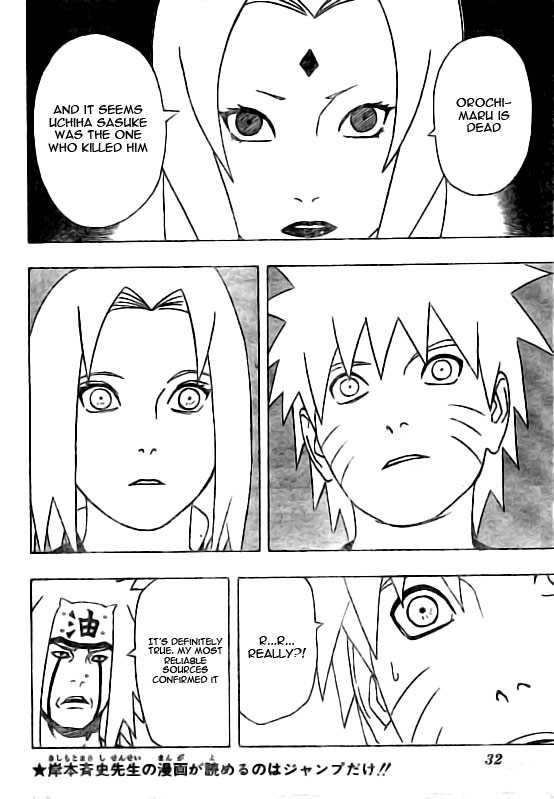 OROCHI-
MARU IS
DEAD
AND IT SEEMS
UCHIHA SASUKE
WAS THE ONE
WHO KILLED HIM
R...R...
REALLY?!
IT'S DEFINITELY
TRUE. MY MOST
RELIABLE
SOURCES
CONFIRMED IT
油
32
★岸本斉史先生の漫画が読めるのはジャンプだけ!!